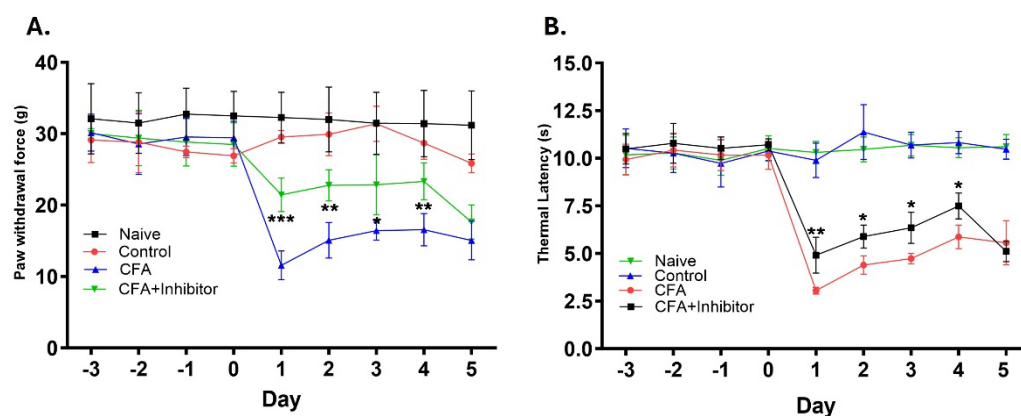 A.
Paw withdrawal force (g)
40
30
20
10
0
***
**
*
**
Naive
Control
CFA
CFA+Inhibitor
-3 -2 -1 0 1 2 3 4 5
Day
B.
Thermal Latency (s)
15.0
12.5
10.0
7.5
5.0
2.5
0.0
**
*
*
*
Naive
Control
CFA
CFA+Inhibitor
-3 -2 -1 0 1 2 3 4 5
Day